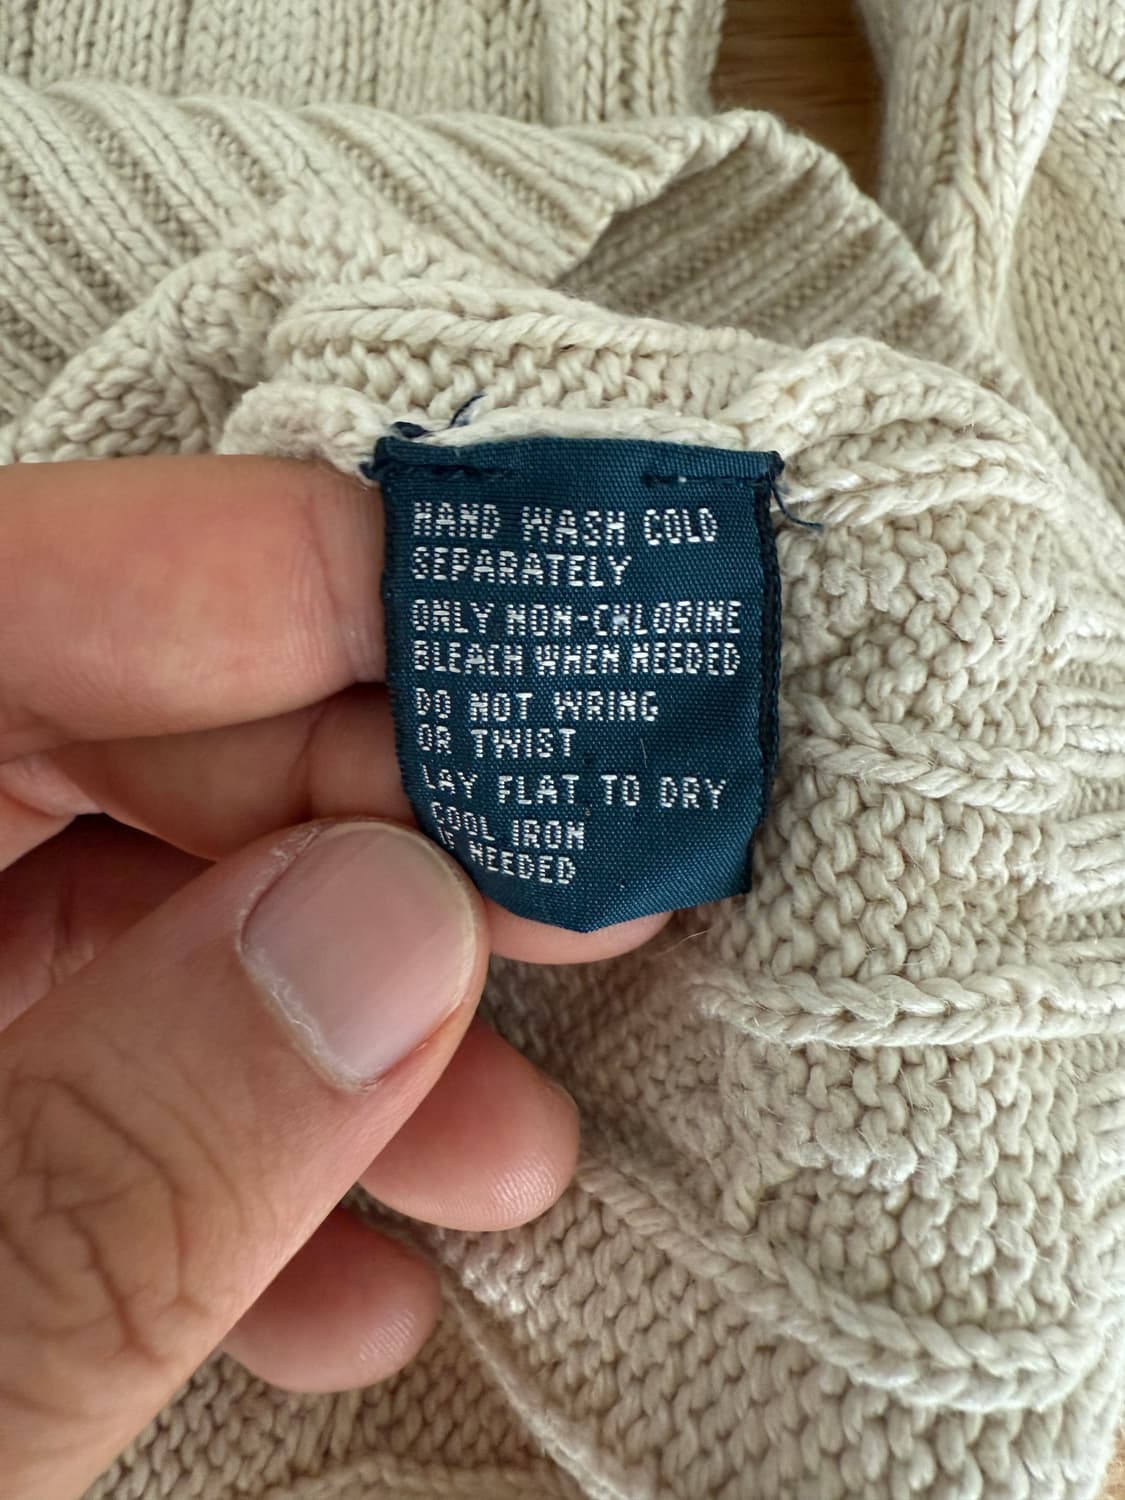 HAND WASH COLD
SEPARATELY
ONLY NON-CHLORINE
BLEACH WHEN NEEDED
DO NOT WRING
OR TWIST
LAY FLAT TO DRY
COOL IRON
IF NEEDED